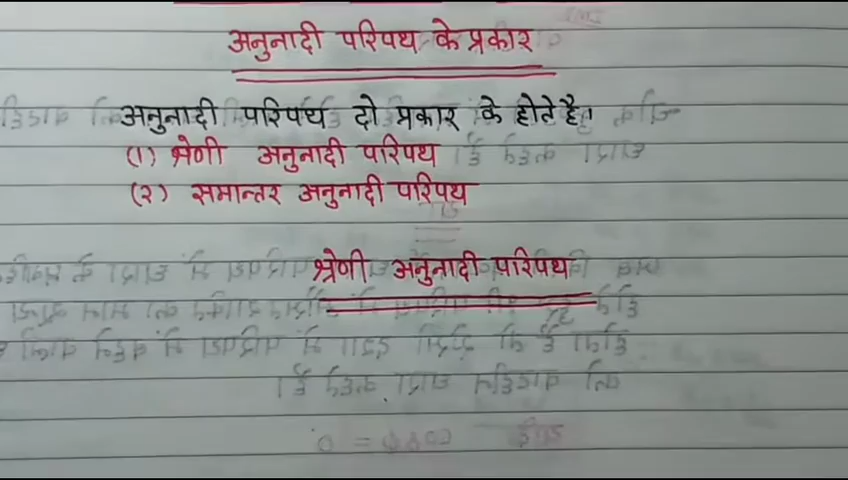 अनुनादी परिपथ के प्रकार
अनुनादी परिपथ दो प्रकार के होते है।
(1) श्रेणी अनुनादी परिपथ
(२) समान्तर अनुनादी परिपथ
श्रेणी अनुनादी परिपथ